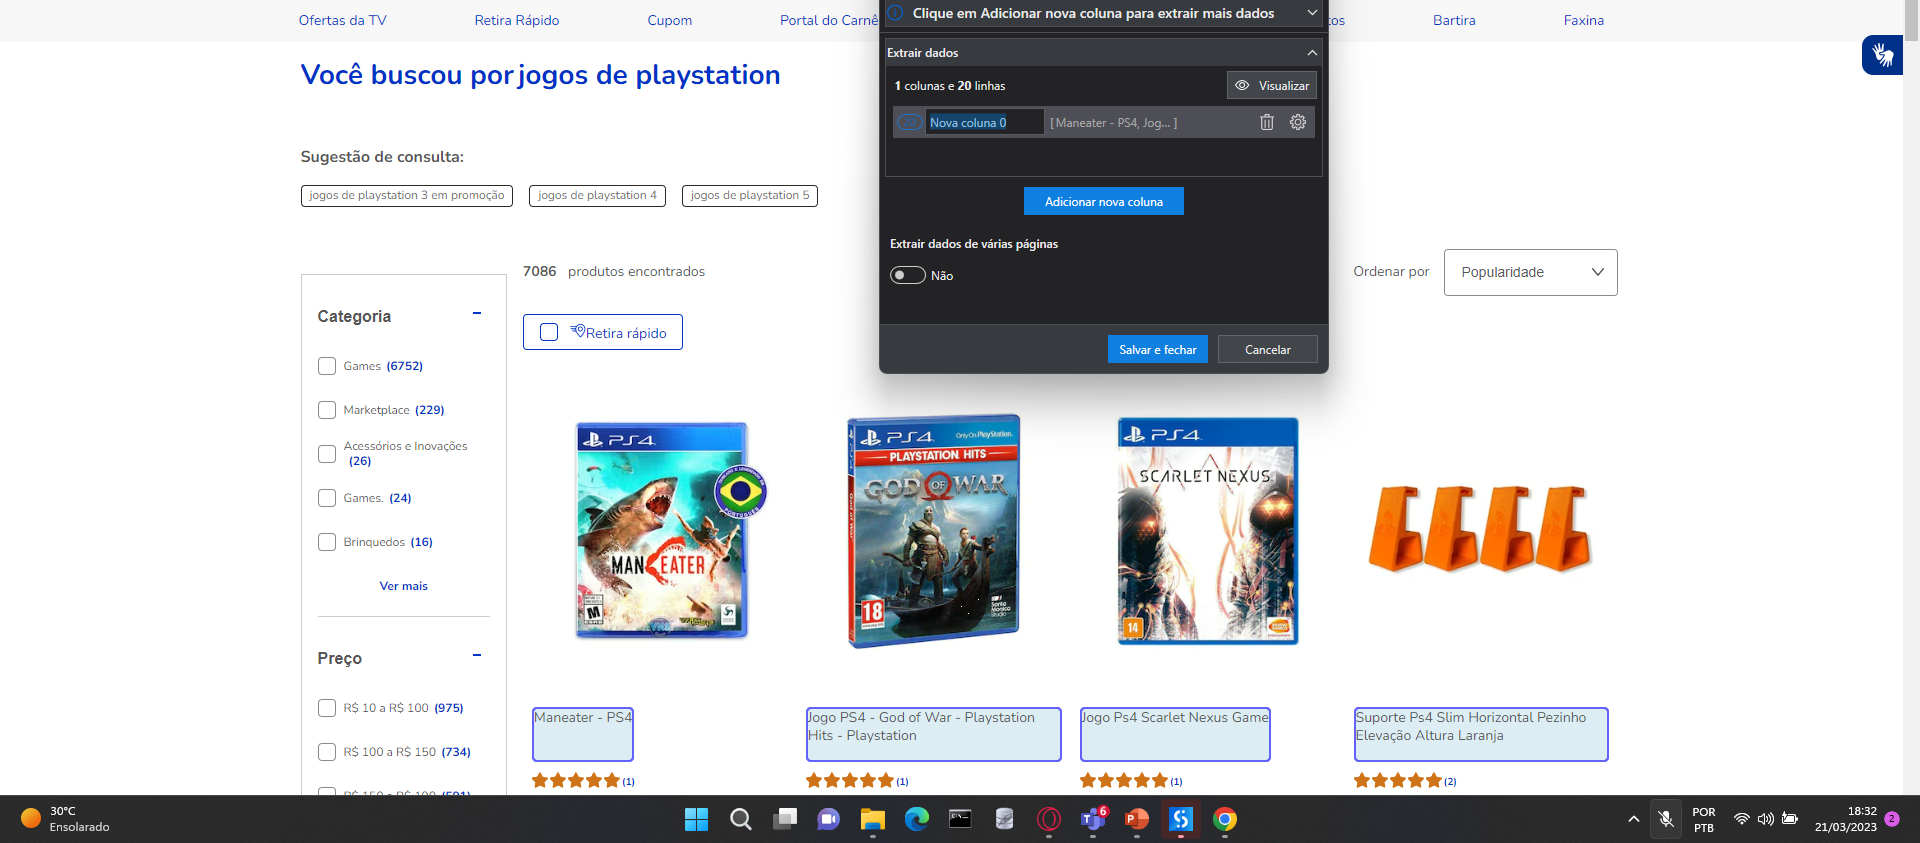 Ofertas da TV
Retira Rápido
Cupom
Portal do Carnê
Bartira
Faxina
Clique em Adicionar nova coluna para extrair mais dados
Extrair dados
1 colunas e 20 linhas
Visualizar
20
Nova coluna 0
[ Maneater - PS4, Jog... ]
Adicionar nova coluna
Extrair dados de várias páginas
Não
Salvar e fechar
Cancelar
Você buscou por jogos de playstation
Sugestão de consulta:
jogos de playstation 3 em promoção
jogos de playstation 4
jogos de playstation 5
7086 produtos encontrados
Ordenar por
Popularidade
Retira rápido
Categoria
Games (6752)
Marketplace (229)
Acessórios e Inovações
(26)
Games. (24)
Brinquedos (16)
Ver mais
Preço
R$ 10 a R$ 100 (975)
R$ 100 a R$ 150 (734)
PS4
MANEATER
M
PS4
Only On PlayStation
PLAYSTATION HITS
GOD OF WAR
God of War
18
Santa Monica Studio
PS4
SCARLET NEXUS
14
Maneater - PS4
(1)
Jogo PS4 - God of War - Playstation
Hits - Playstation
(1)
Jogo Ps4 Scarlet Nexus Game
(1)
Suporte Ps4 Slim Horizontal Pezinho
Elevação Altura Laranja
(2)
30°C
Ensolarado
6
POR
PTB
18:32
21/03/2023
2